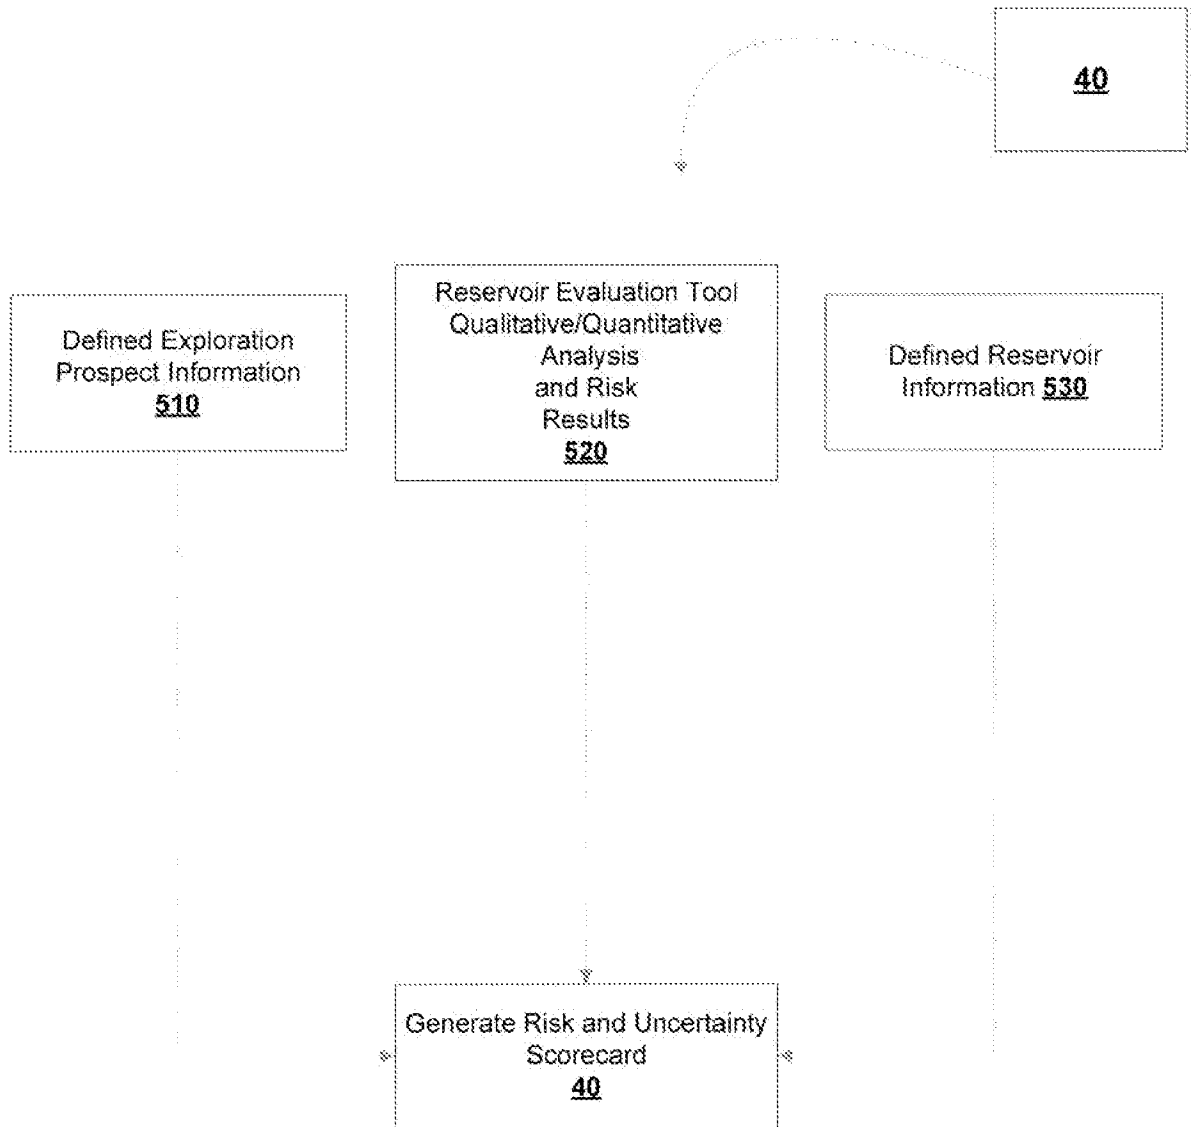 40
Defined Exploration
Prospect Information
510
Reservoir Evaluation Tool
Qualitative/Quantitative
Analysis
and Risk
Results
520
Defined Reservoir
Information 530
Generate Risk and Uncertainty
Scorecard
40